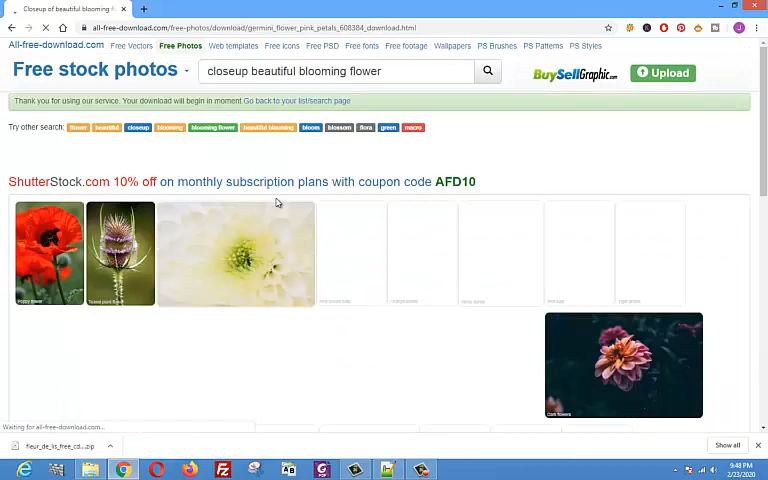 Closeup of beautiful blooming f
all-free-download.com/free-photos/download/germini_flower_pink_petals_608384_download.html
All-free-download.com Free Vectors Free Photos Web templates Free icons Free PSD Free fonts Free footage Wallpapers PS Brushes PS Patterns PS Styles
Free stock photos closeup beautiful blooming flower BuySellGraphic.com Upload
Thank you for using our service. Your download will begin in moment Go back to your list/search page
Try other search: flower beautiful closeup blooming blooming flower beautiful blooming bloom blossom flora green macro
ShutterStock.com 10% off on monthly subscription plans with coupon code AFD10
Poppy flower
Dark flowers
Waiting for all-free-download.com...
fleur_de_lis_free_cd....zip Show all
9:48 PM
2/23/2020